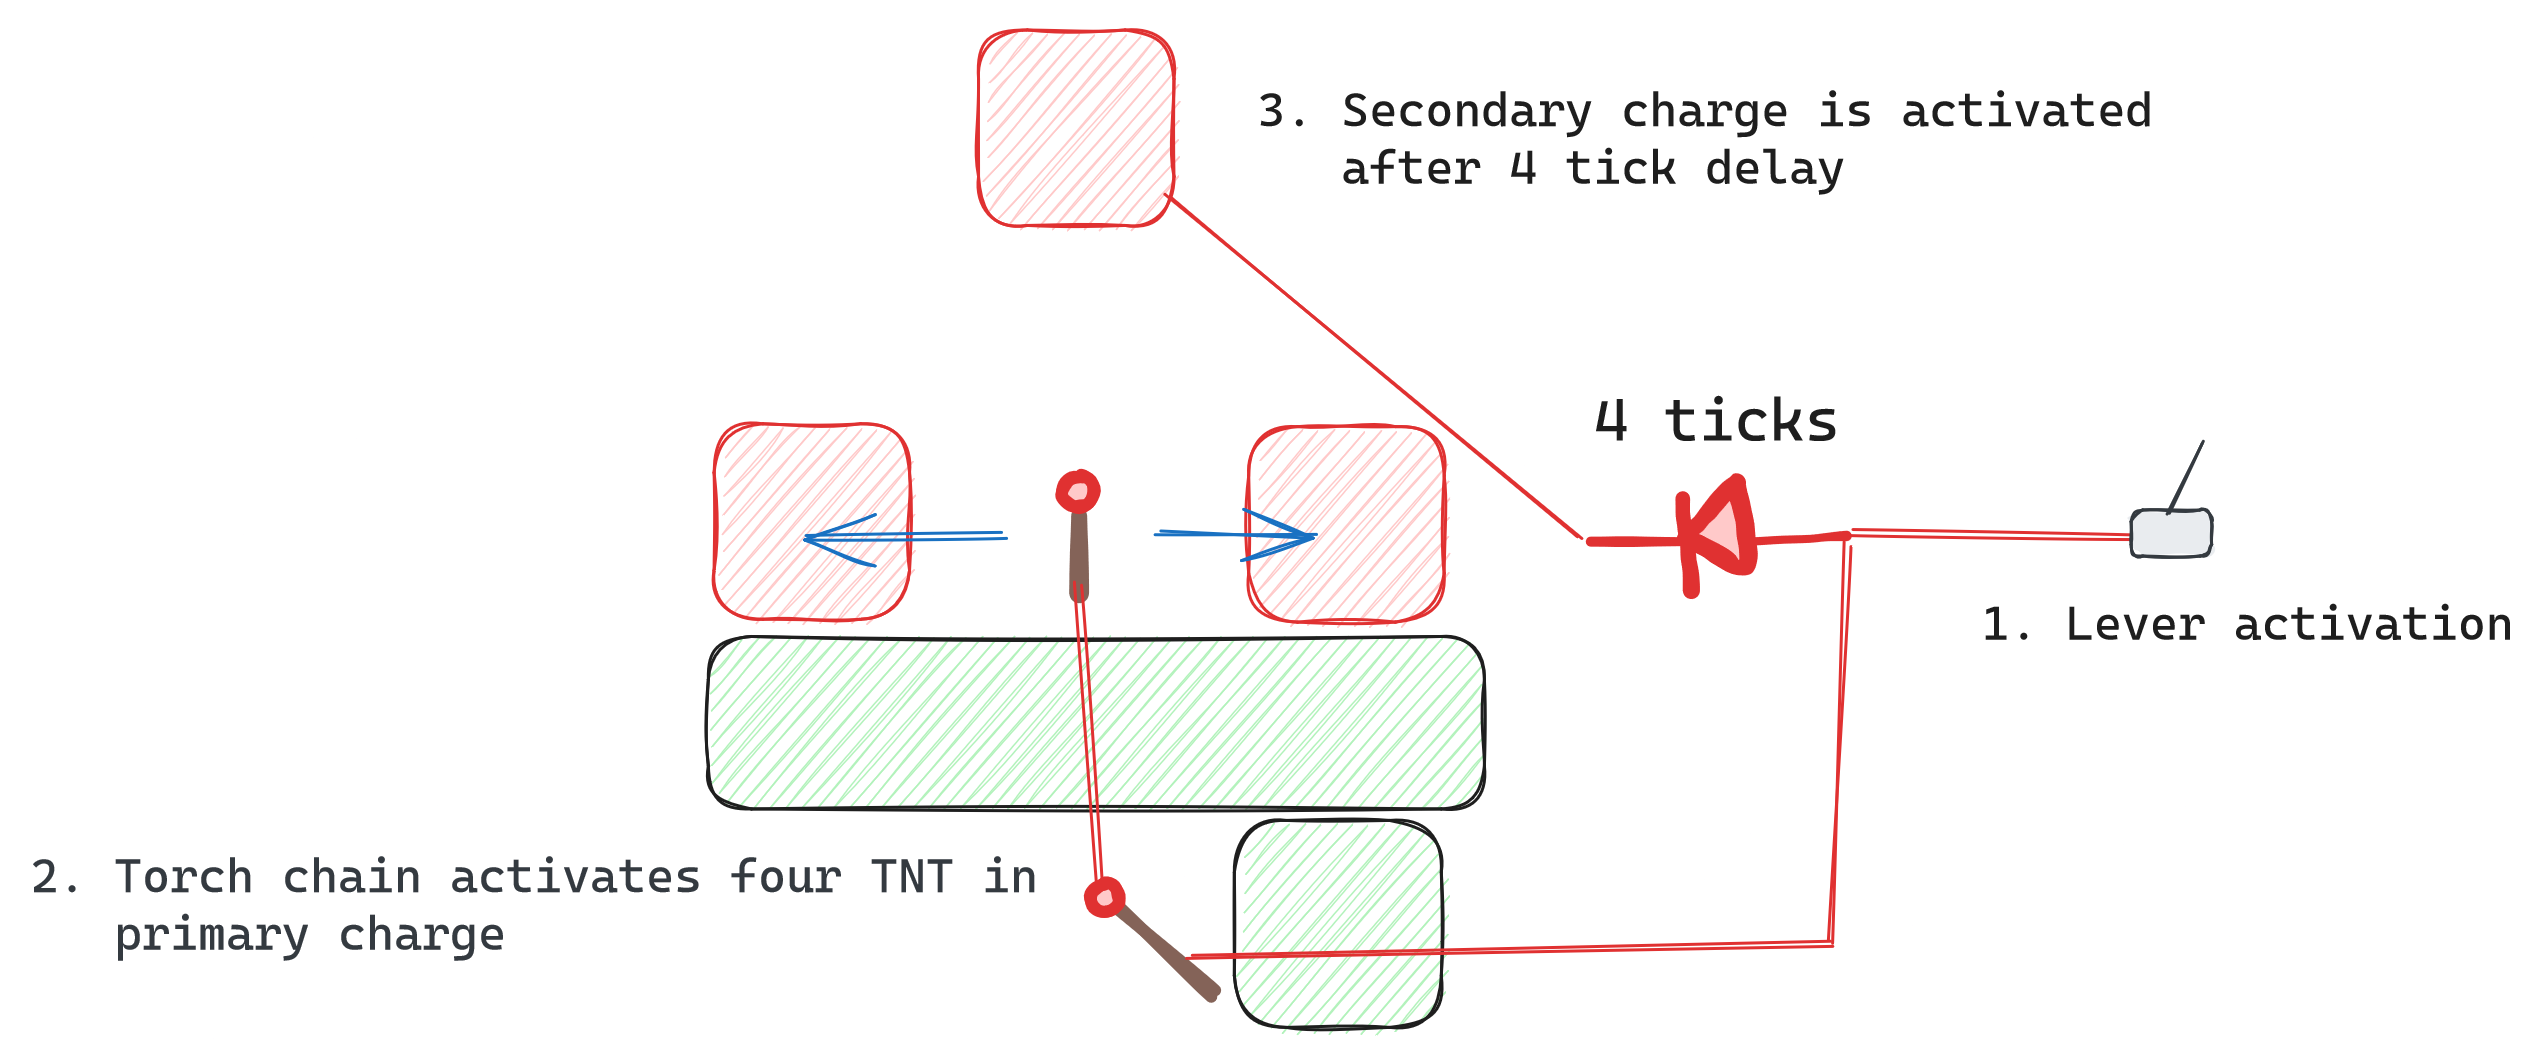 3. Secondary charge is activated
after 4 tick delay
4 ticks
1. Lever activation
2. Torch chain activates four TNT in
primary charge